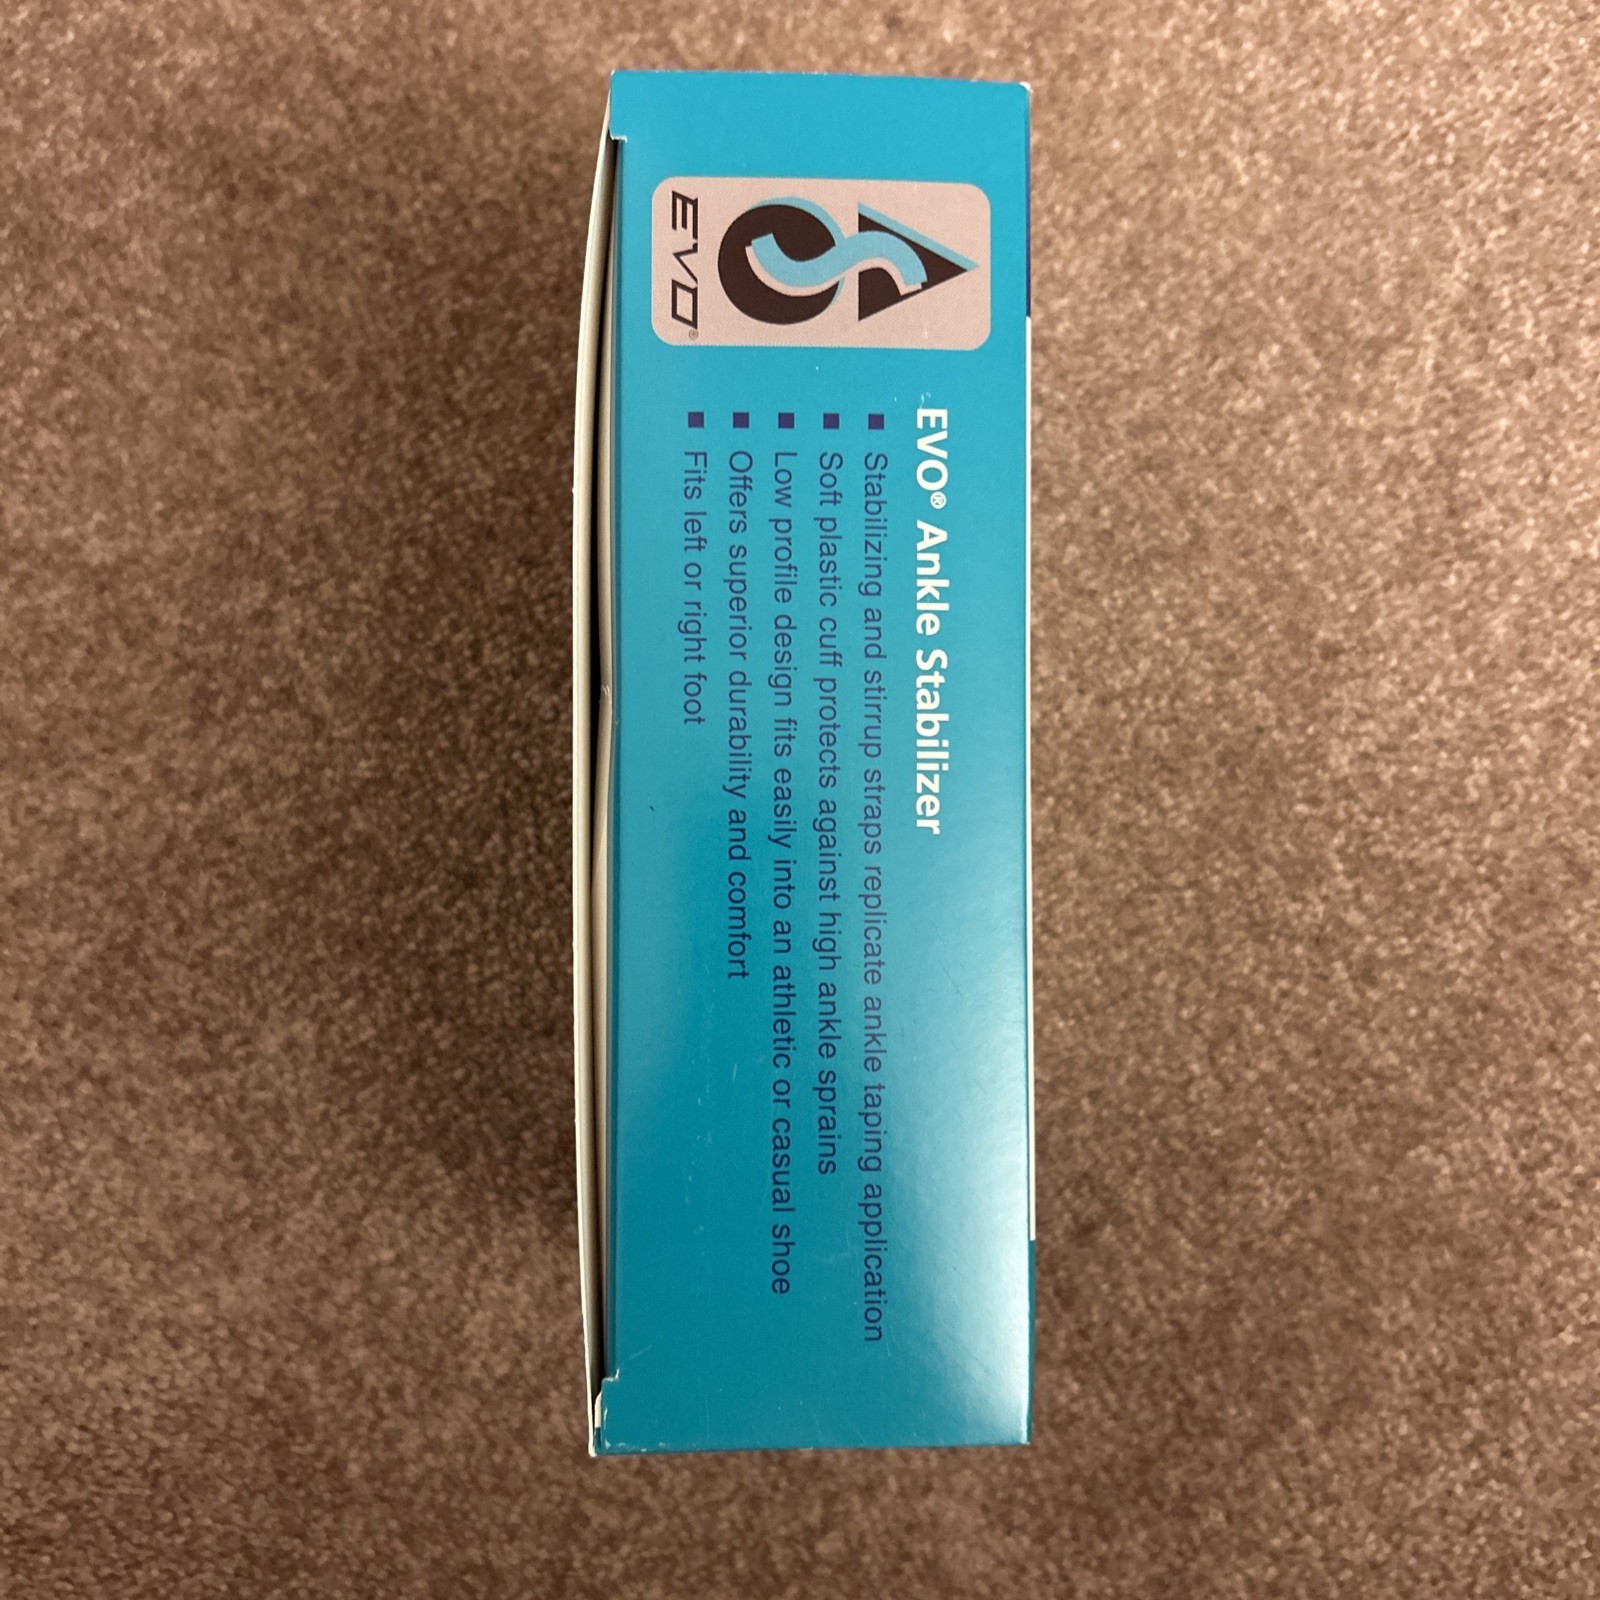 EVO®
EVO® Ankle Stabilizer
■ Stabilizing and stirrup straps replicate ankle taping application
■ Soft plastic cuff protects against high ankle sprains
■ Low profile design fits easily into an athletic or casual shoe
■ Offers superior durability and comfort
■ Fits left or right foot